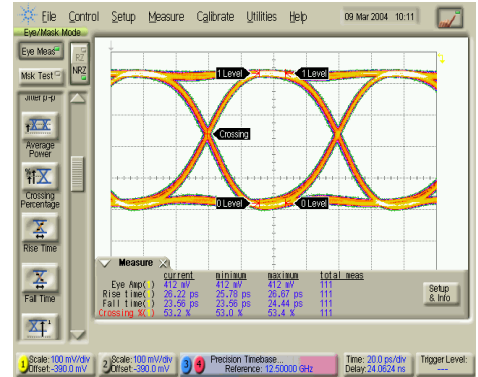 File Control Setup Measure Calibrate Utilities Help 09 Mar 2004 10:11
Eye/Mask Mode
Eye Meas
RZ
NRZ
Msk Test
Jitter p-p
Average Power
Crossing Percentage
Rise Time
Fall Time
1 Level 1 Level
Crossing
0 Level 0 Level
Measure
current minimum maximum total meas
Eye Amp( ) 412 mV 412 mV 412 mV 111
Rise time( ) 26.22 ps 25.78 ps 26.67 ps 111
Fall time( ) 23.56 ps 23.56 ps 24.44 ps 111
Crossing %( ) 53.2 % 53.0 % 53.4 % 111
Setup & Info
1 Scale:100 mV/div Offset:-390.0 mV
2 Scale:100 mV/div Offset:-390.0 mV
3 4 Precision Timebase... Reference: 12.50000 GHz
Time: 20.0 ps/div Delay:24.0624 ns
Trigger Level: ---